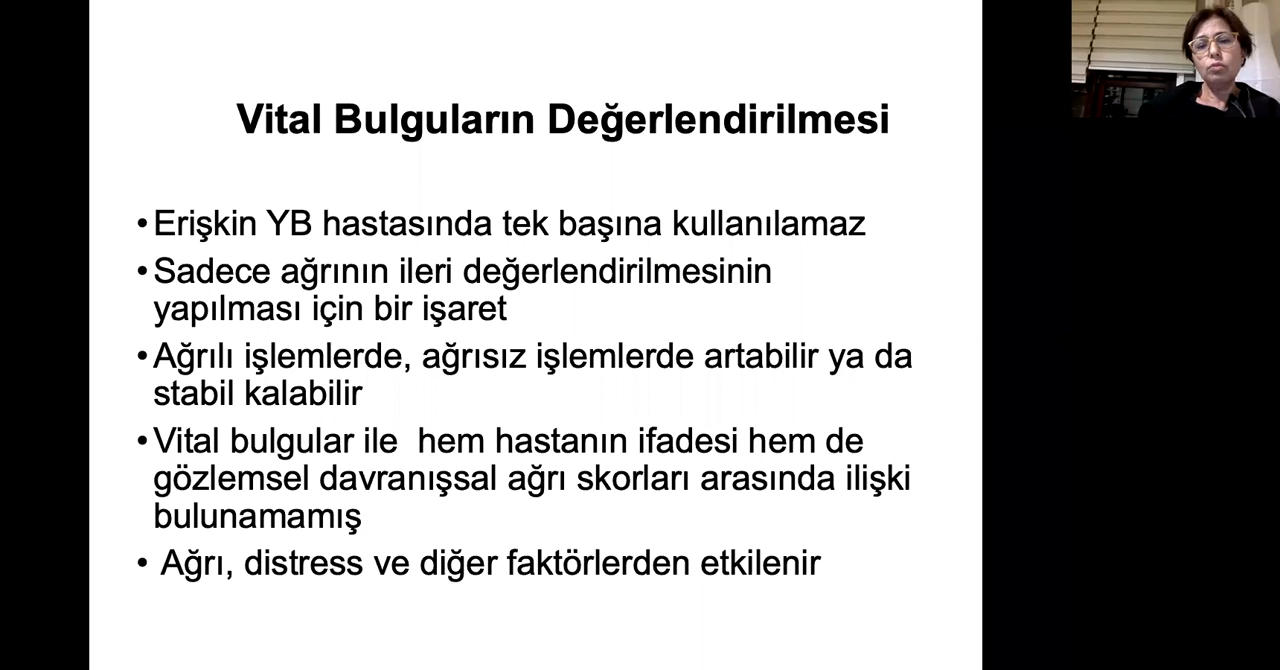 Vital Bulguların Değerlendirilmesi
•Erişkin YB hastasında tek başına kullanılamaz
•Sadece ağrının ileri değerlendirilmesinin
yapılması için bir işaret
•Ağrılı işlemlerde, ağrısız işlemlerde artabilir ya da
stabil kalabilir
•Vital bulgular ile  hem hastanın ifadesi hem de
gözlemsel davranışsal ağrı skorları arasında ilişki
bulunamamış
• Ağrı, distress ve diğer faktörlerden etkilenir